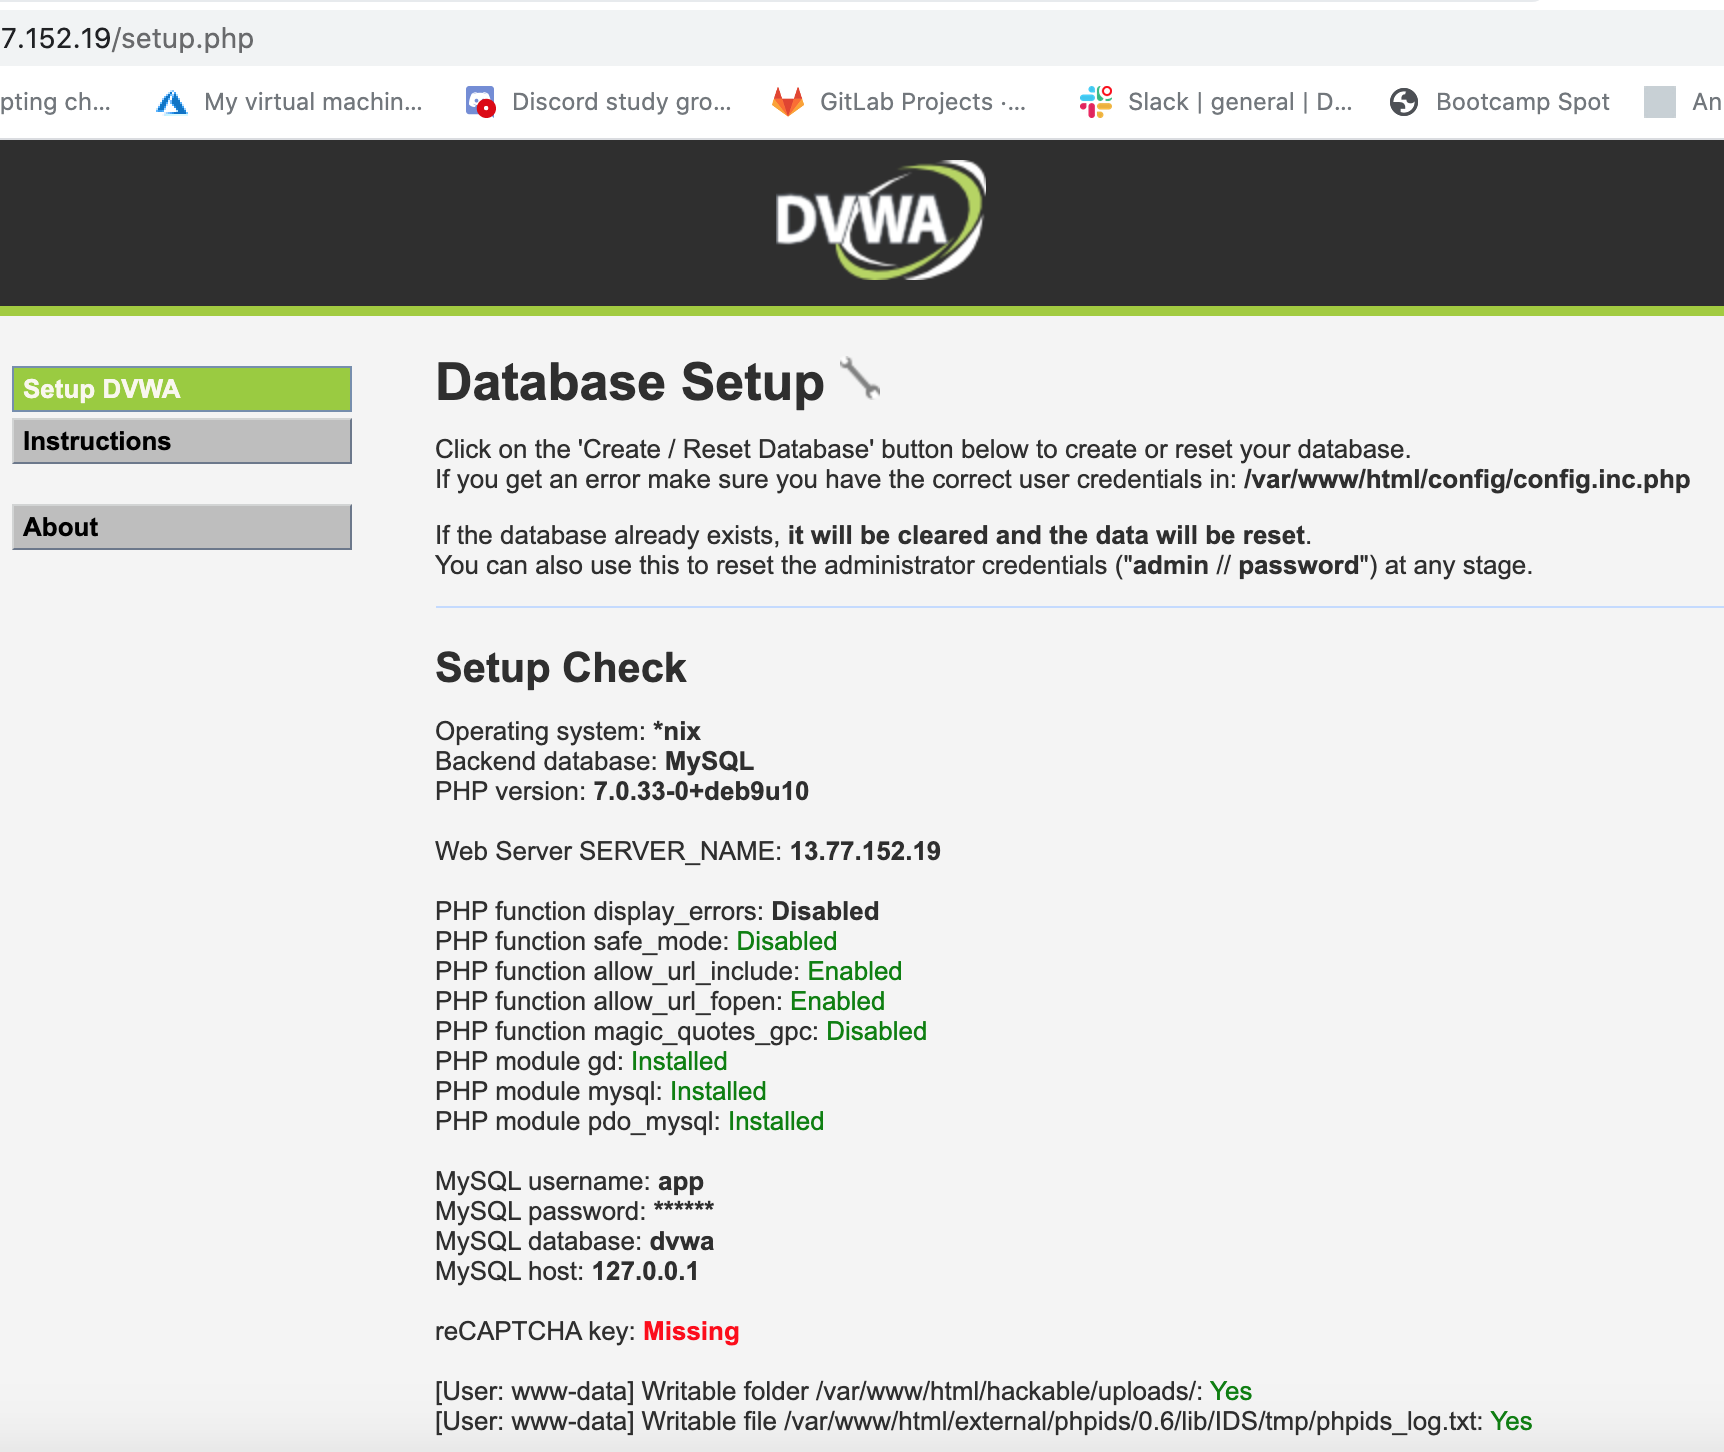 7.152.19/setup.php
pting ch...
My virtual machin...
Discord study gro...
GitLab Projects ·...
Slack | general | D...
Bootcamp Spot
An
DVWA
Setup DVWA
Instructions
About
Database Setup
Click on the 'Create / Reset Database' button below to create or reset your database.
If you get an error make sure you have the correct user credentials in: /var/www/html/config/config.inc.php
If the database already exists, it will be cleared and the data will be reset.
You can also use this to reset the administrator credentials ("admin // password") at any stage.
Setup Check
Operating system: *nix
Backend database: MySQL
PHP version: 7.0.33-0+deb9u10
Web Server SERVER_NAME: 13.77.152.19
PHP function display_errors: Disabled
PHP function safe_mode: Disabled
PHP function allow_url_include: Enabled
PHP function allow_url_fopen: Enabled
PHP function magic_quotes_gpc: Disabled
PHP module gd: Installed
PHP module mysql: Installed
PHP module pdo_mysql: Installed
MySQL username: app
MySQL password: ******
MySQL database: dvwa
MySQL host: 127.0.0.1
reCAPTCHA key: Missing
[User: www-data] Writable folder /var/www/html/hackable/uploads/: Yes
[User: www-data] Writable file /var/www/html/external/phpids/0.6/lib/IDS/tmp/phpids_log.txt: Yes